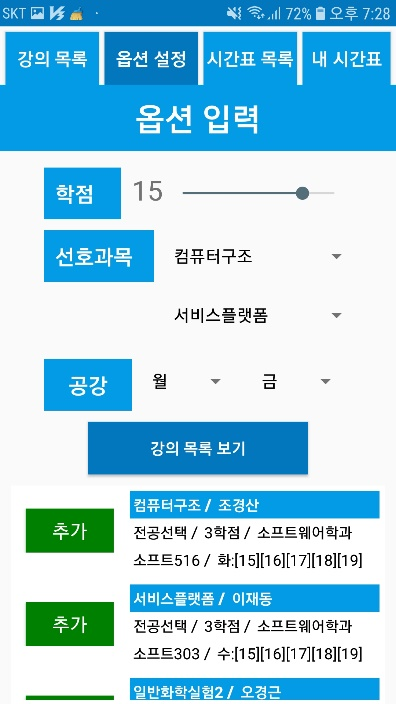 SKT 72% 오후 7:28
강의 목록 옵션 설정 시간표 목록 내 시간표
옵션 입력
학점 15
선호과목 컴퓨터구조
서비스플랫폼
공강 월 금
강의 목록 보기
컴퓨터구조 / 조경산
추가 전공선택 / 3학점 / 소프트웨어학과
소프트516 / 화:[15][16][17][18][19]
서비스플랫폼 / 이재동
추가 전공선택 / 3학점 / 소프트웨어학과
소프트303 / 수:[15][16][17][18][19]
일반화학실험2 / 오경근